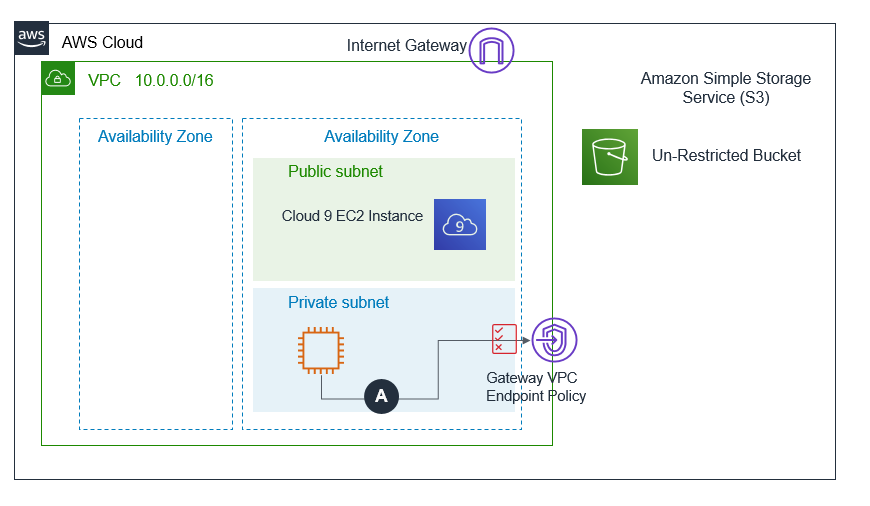 aws
AWS Cloud
Internet Gateway
VPC 10.0.0.0/16
Amazon Simple Storage
Service (S3)
Availability Zone
Availability Zone
Un-Restricted Bucket
Public subnet
Cloud 9 EC2 Instance
9
Private subnet
A
Gateway VPC
Endpoint Policy